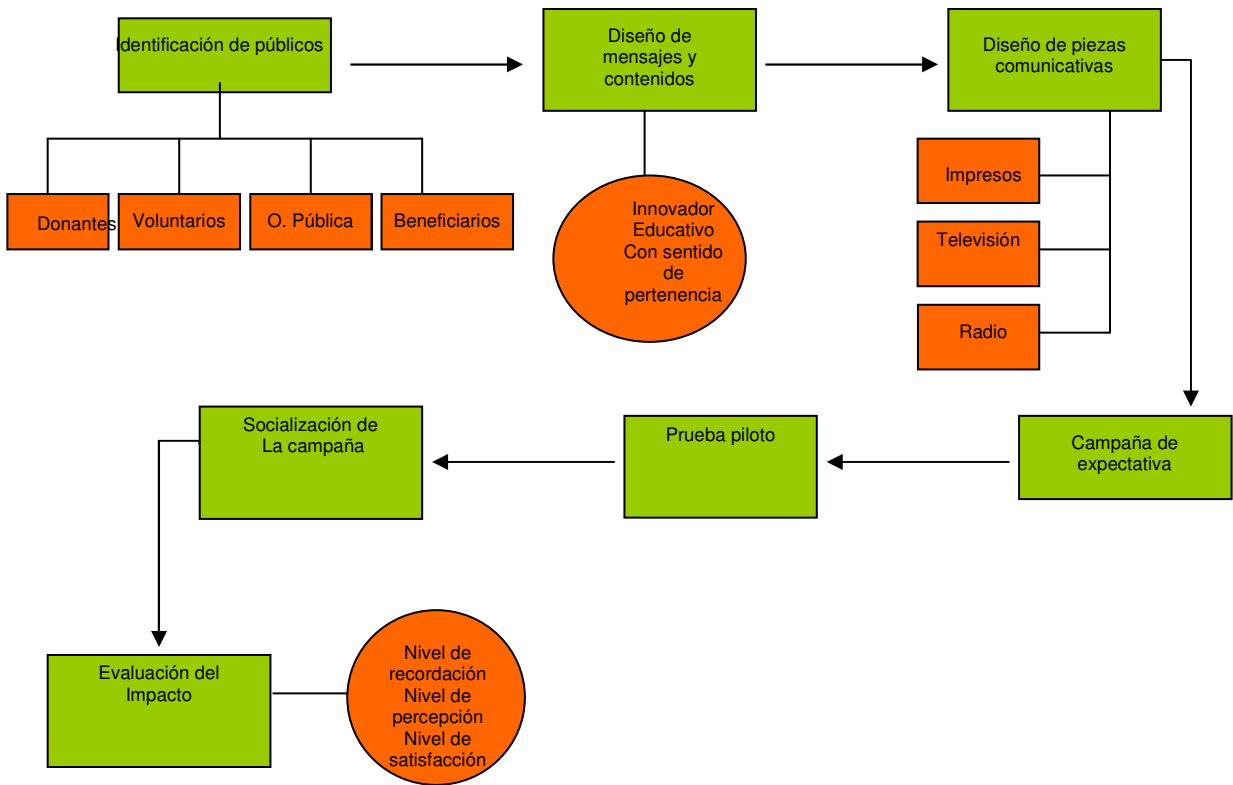 Identificación de públicos
Diseño de
mensajes y
contenidos
Diseño de piezas
comunicativas
Donantes
Voluntarios
O. Pública
Beneficiarios
Innovador
Educativo
Con sentido
de
pertenencia
Impresos
Televisión
Radio
Campaña de
expectativa
Prueba piloto
Socialización de
La campaña
Evaluación del
Impacto
Nivel de
recordación
Nivel de
percepción
Nivel de
satisfacción